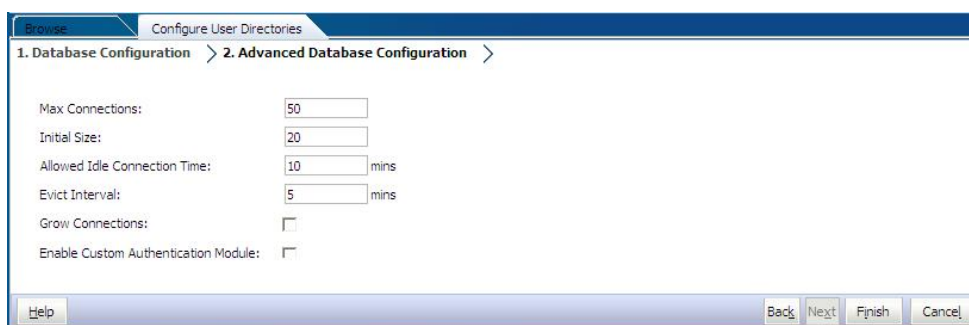 Browse Configure User Directories
1. Database Configuration 2. Advanced Database Configuration
Max Connections: 50
Initial Size: 20
Allowed Idle Connection Time: 10 mins
Evict Interval: 5 mins
Grow Connections:
Enable Custom Authentication Module:
Help Back Next Finish Cancel